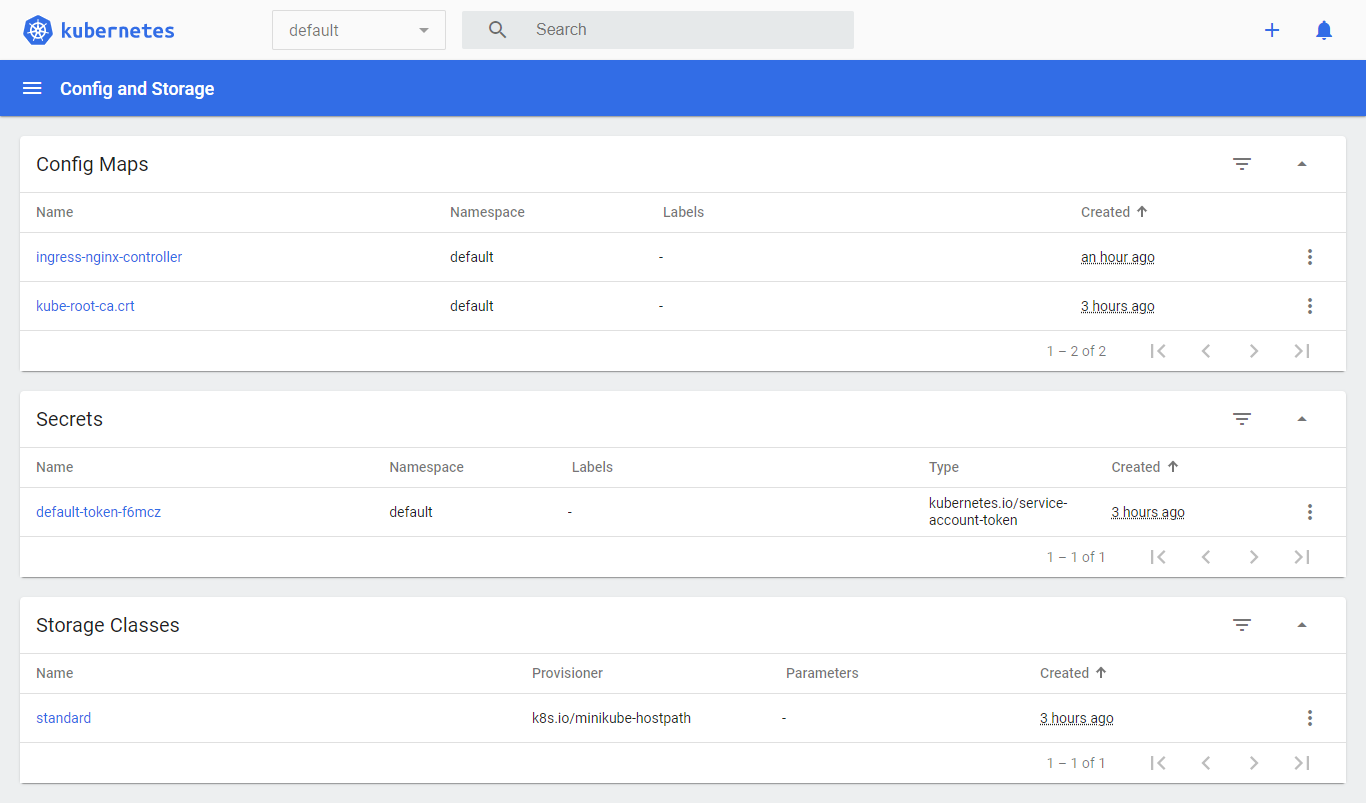 kubernetes default Search
Config and Storage
Config Maps
Name Namespace Labels Created
ingress-nginx-controller default - an hour ago
kube-root-ca.crt default - 3 hours ago
1 – 2 of 2
Secrets
Name Namespace Labels Type Created
default-token-f6mcz default - kubernetes.io/service-account-token 3 hours ago
1 – 1 of 1
Storage Classes
Name Provisioner Parameters Created
standard k8s.io/minikube-hostpath - 3 hours ago
1 – 1 of 1